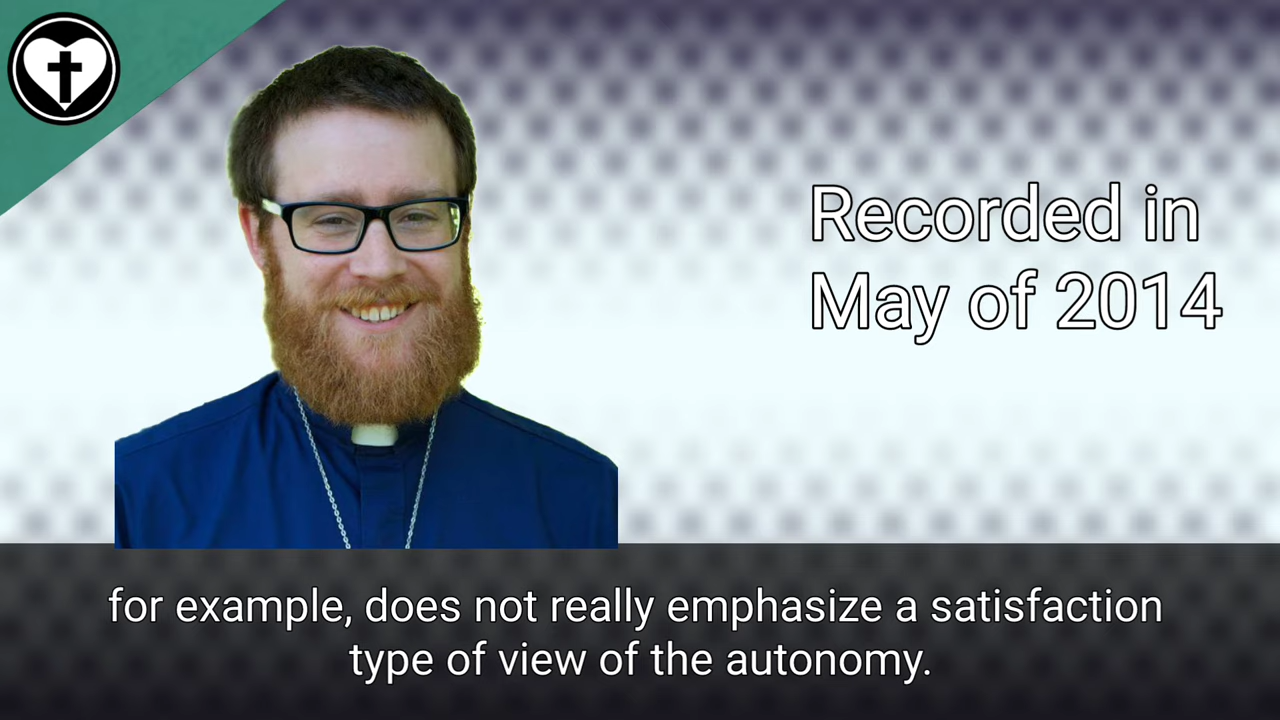 Recorded in
May of 2014
for example, does not really emphasize a satisfaction
type of view of the autonomy.